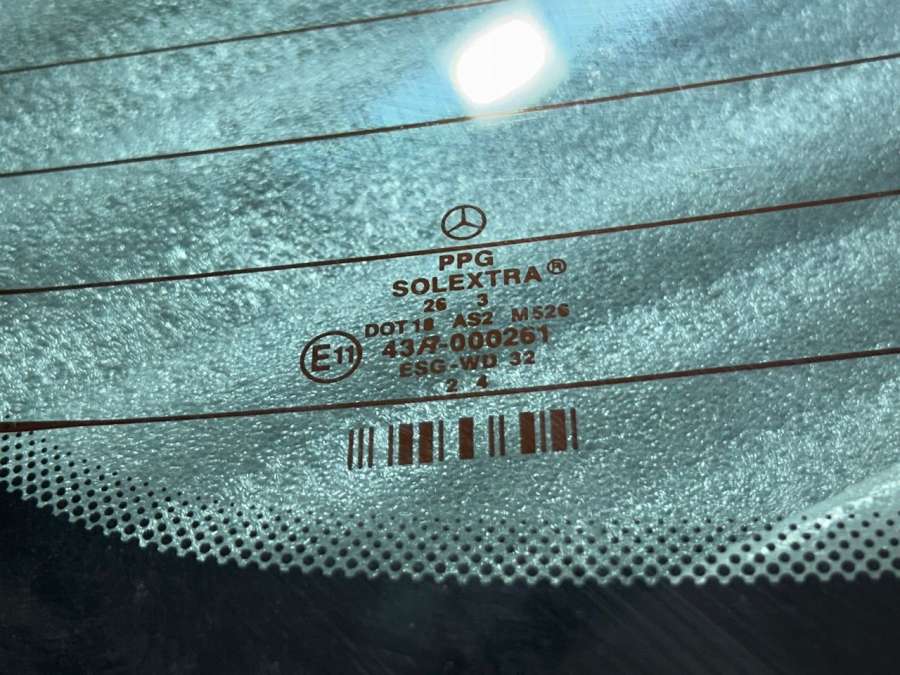 PPG
SOLEXTRA®
26 3
DOT 18 AS2 M526
E11 43R-000261
ESG-WD 32
2 4